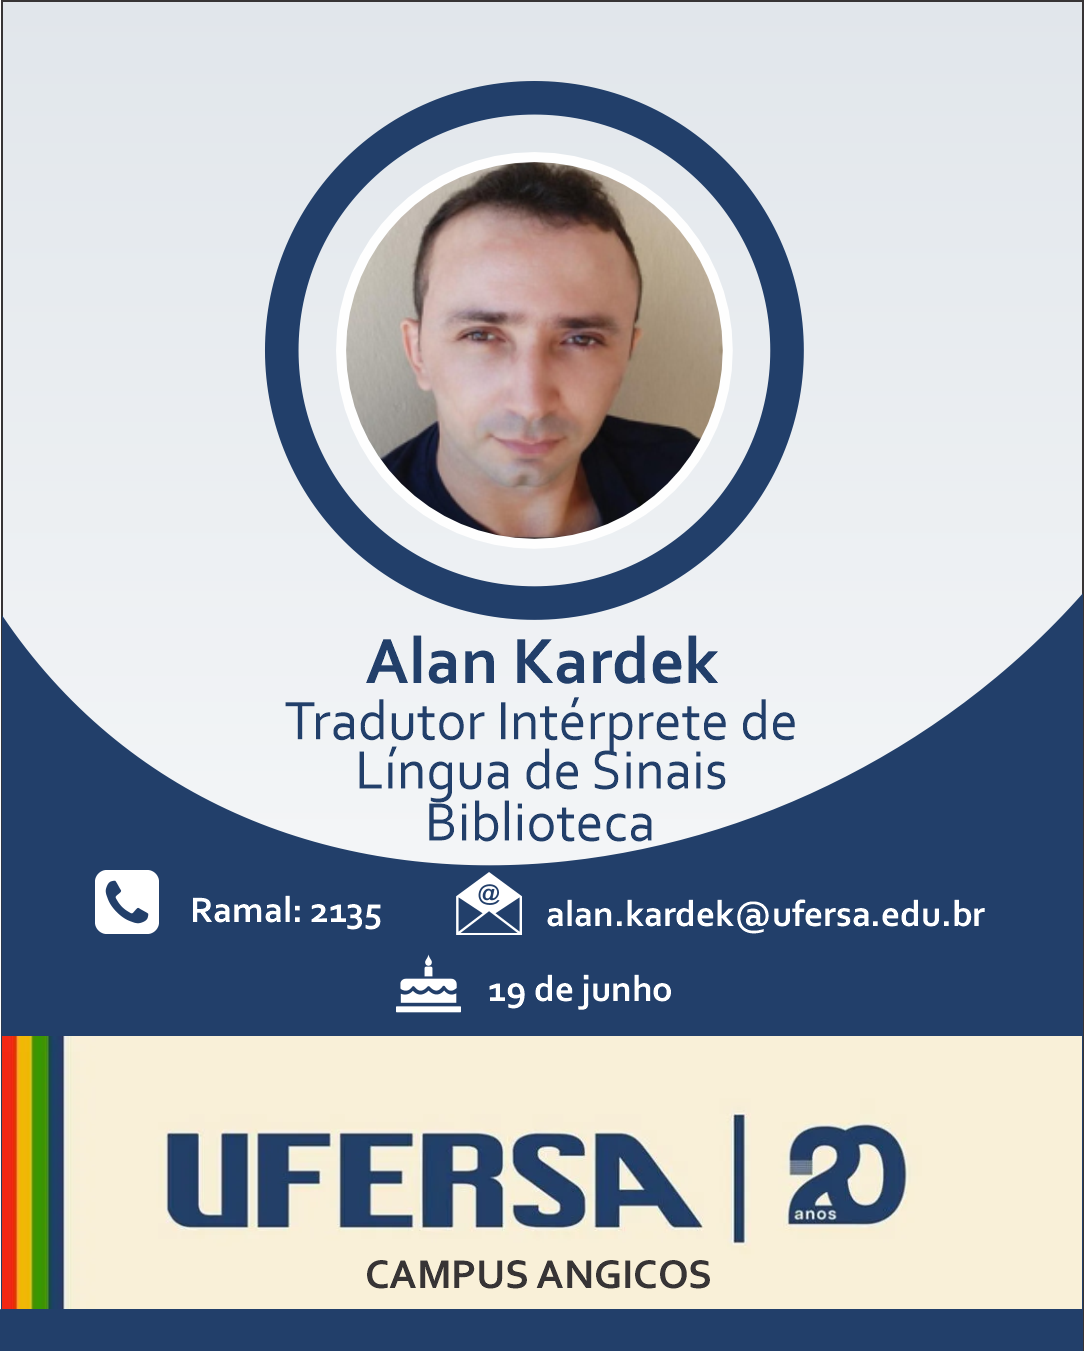 Alan Kardek
Tradutor Intérprete de
Língua de Sinais
Biblioteca
Ramal: 2135
@
alan.kardek@ufersa.edu.br
19 de junho
UFERSA
20
anos
CAMPUS ANGICOS